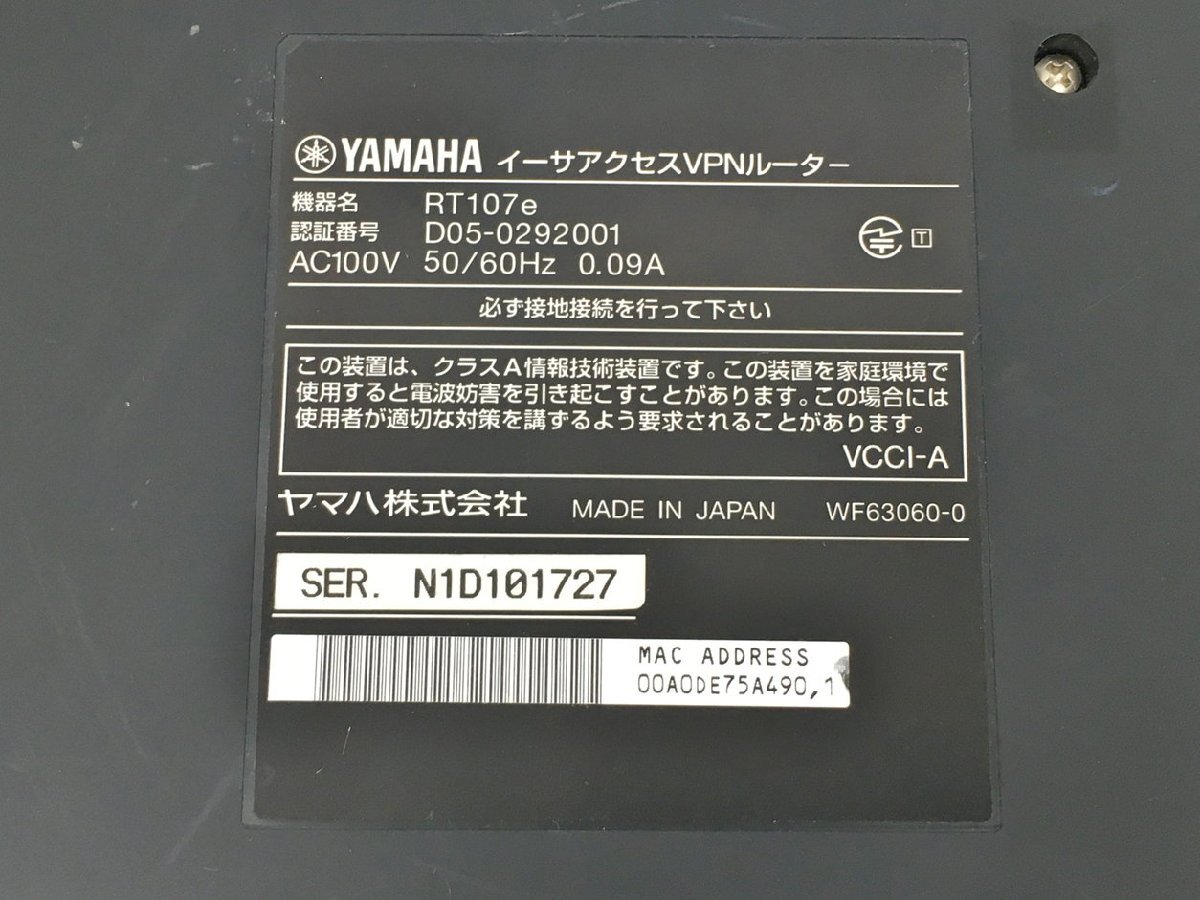 YAMAHA イーサアクセスVPNルーター
機器名 RT107e
認証番号 D05-0292001
T
AC100V 50/60Hz 0.09A
必ず接地接続を行って下さい
この装置は、クラスA情報技術装置です。この装置を家庭環境で
使用すると電波妨害を引き起こすことがあります。この場合には
使用者が適切な対策を講ずるよう要求されることがあります。
VCCI-A
ヤマハ株式会社 MADE IN JAPAN WF63060-0
SER. N1D101727
MAC ADDRESS
00A0DE75A490,1